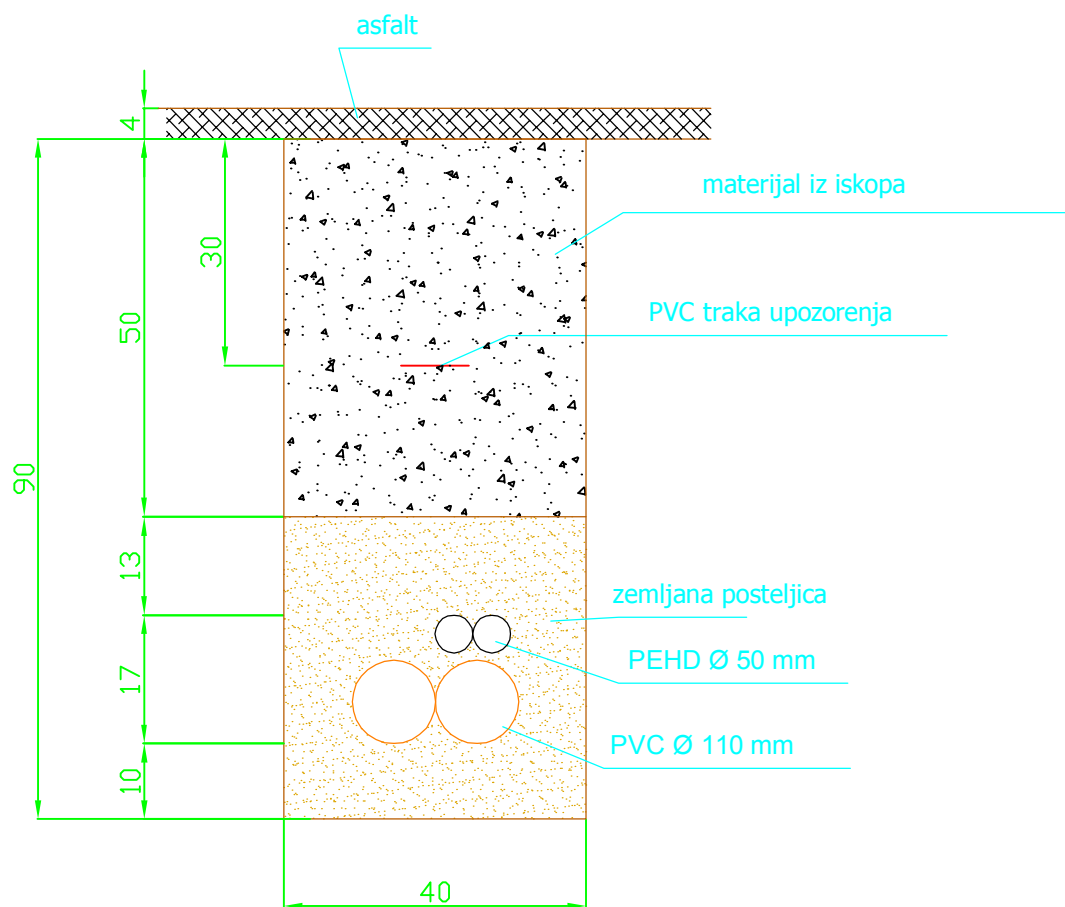 asfalt
4
materijal iz iskopa
30
PVC traka upozorenja
50
90
13
zemljana posteljica
PEHD Ø 50 mm
17
PVC Ø 110 mm
10
40